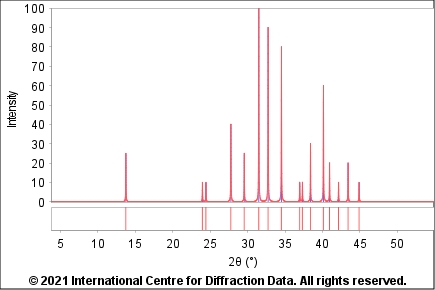 100
90
80
70
60
50
40
30
20
10
0
Intensity
5 10 15 20 25 30 35 40 45 50
2θ (°)
© 2021 International Centre for Diffraction Data. All rights reserved.